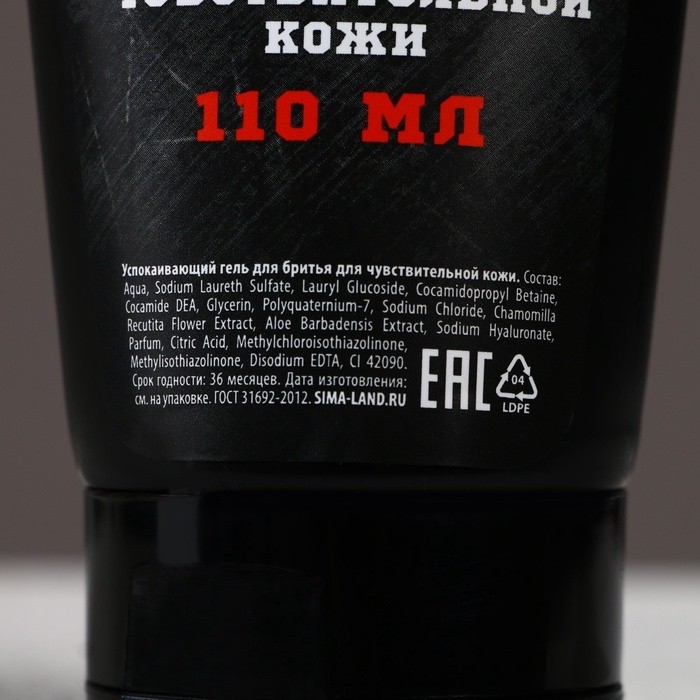 ЧУВСТВИТЕЛЬНОЙ
КОЖИ
110 МЛ
Успокаивающий гель для бритья для чувствительной кожи. Состав:
Aqua, Sodium Laureth Sulfate, Lauryl Glucoside, Cocamidopropyl Betaine,
Cocamide DEA, Glycerin, Polyquaternium-7, Sodium Chloride, Chamomilla
Recutita Flower Extract, Aloe Barbadensis Extract, Sodium Hyaluronate,
Parfum, Citric Acid, Methylchloroisothiazolinone,
Methylisothiazolinone, Disodium EDTA, CI 42090.
Срок годности: 36 месяцев. Дата изготовления:
см. на упаковке. ГОСТ 31692-2012. SIMA-LAND.RU
EAC
04
LDPE